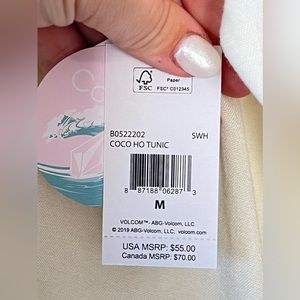 FSC
Paper
FSC® C012345
B0522202 SWH
COCO HO TUNIC
8 87188 06287 3
M
VOLCOM™- ABG-Volcom, LLC.
© 2019 ABG-Volcom, LLC. volcom.com
USA MSRP: $55.00
Canada MSRP: $70.00